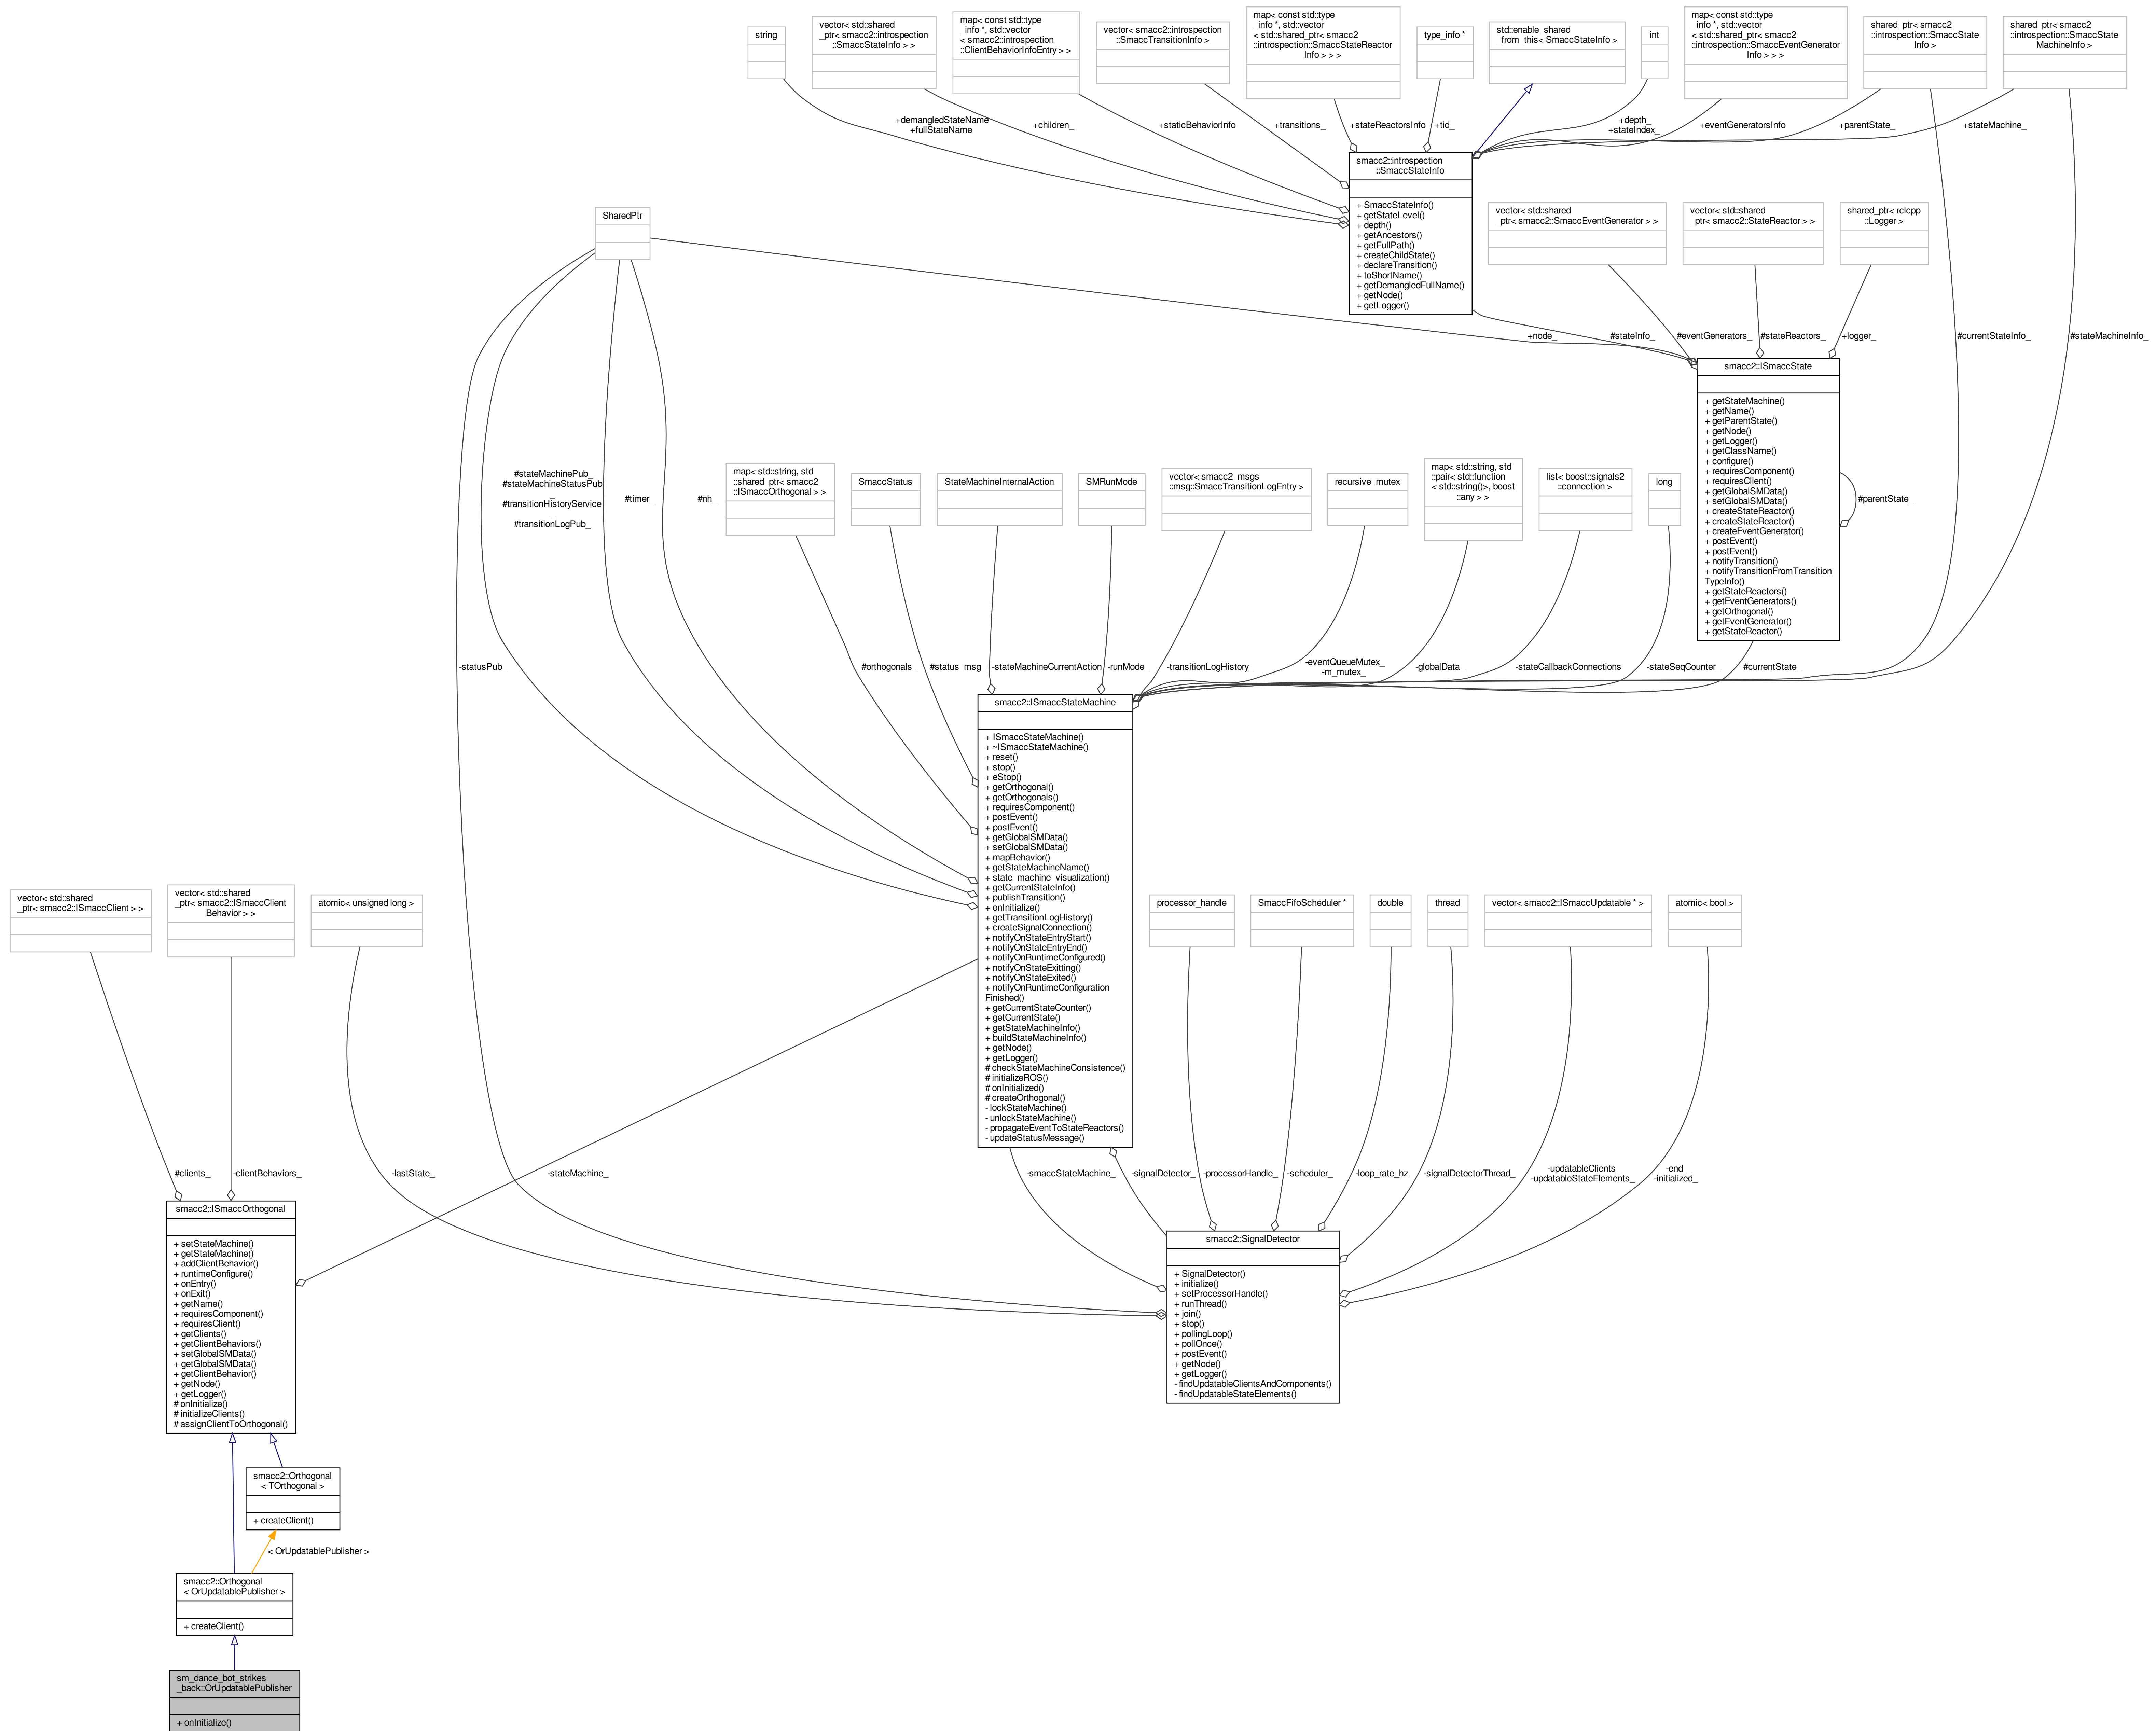 string
vector< std::shared
_ptr< smacc2::introspection
::SmaccStateInfo > >
map< const std::type
_info *, std::vector
< smacc2::introspection
::ClientBehaviorInfoEntry > >
vector< smacc2::introspection
::SmaccTransitionInfo >
map< const std::type
_info *, std::vector
< std::shared_ptr< smacc2
::introspection::SmaccStateReactor
Info > > >
type_info *
std::enable_shared
_from_this< SmaccStateInfo >
int
map< const std::type
_info *, std::vector
< std::shared_ptr< smacc2
::introspection::SmaccEventGenerator
Info > > >
shared_ptr< smacc2
::introspection::SmaccState
Info >
shared_ptr< smacc2
::introspection::SmaccState
MachineInfo >
+demangledStateName
+fullStateName
+children_
+staticBehaviorInfo
+transitions_
+stateReactorsInfo
+tid_
+depth_
+stateIndex_
+eventGeneratorsInfo
+parentState_
+stateMachine_
smacc2::introspection
::SmaccStateInfo
+ SmaccStateInfo()
+ getStateLevel()
+ depth()
+ getAncestors()
+ getFullPath()
+ createChildState()
+ declareTransition()
+ toShortName()
+ getDemangledFullName()
+ getNode()
+ getLogger()
SharedPtr
vector< std::shared
_ptr< smacc2::SmaccEventGenerator > >
vector< std::shared
_ptr< smacc2::StateReactor > >
shared_ptr< rclcpp
::Logger >
+node_
#stateInfo_
#eventGenerators_
#stateReactors_
+logger_
#currentStateInfo_
#stateMachineInfo_
smacc2::ISmaccState
+ getStateMachine()
+ getName()
+ getParentState()
+ getNode()
+ getLogger()
+ getClassName()
+ configure()
+ requiresComponent()
+ requiresClient()
+ getGlobalSMData()
+ setGlobalSMData()
+ createStateReactor()
+ createStateReactor()
+ createEventGenerator()
+ postEvent()
+ postEvent()
+ notifyTransition()
+ notifyTransitionFromTransition
TypeInfo()
+ getStateReactors()
+ getEventGenerators()
+ getOrthogonal()
+ getEventGenerator()
+ getStateReactor()
#parentState_
#stateMachinePub_
#stateMachineStatusPub
_
#transitionHistoryService
_
#transitionLogPub_
#timer_
#nh_
map< std::string, std
::shared_ptr< smacc2
::ISmaccOrthogonal > >
SmaccStatus
StateMachineInternalAction
SMRunMode
vector< smacc2_msgs
::msg::SmaccTransitionLogEntry >
recursive_mutex
map< std::string, std
::pair< std::function
< std::string()>, boost
::any > >
list< boost::signals2
::connection >
long
-statusPub_
#orthogonals_
#status_msg_
-stateMachineCurrentAction
-runMode_
-transitionLogHistory_
-eventQueueMutex_
-m_mutex_
-globalData_
-stateCallbackConnections
-stateSeqCounter_
#currentState_
smacc2::ISmaccStateMachine
+ ISmaccStateMachine()
+ ~ISmaccStateMachine()
+ reset()
+ stop()
+ eStop()
+ getOrthogonal()
+ getOrthogonals()
+ requiresComponent()
+ postEvent()
+ postEvent()
+ getGlobalSMData()
+ setGlobalSMData()
+ mapBehavior()
+ getStateMachineName()
+ state_machine_visualization()
+ getCurrentStateInfo()
+ publishTransition()
+ onInitialize()
+ getTransitionLogHistory()
+ createSignalConnection()
+ notifyOnStateEntryStart()
+ notifyOnStateEntryEnd()
+ notifyOnRuntimeConfigured()
+ notifyOnStateExitting()
+ notifyOnStateExited()
+ notifyOnRuntimeConfiguration
Finished()
+ getCurrentStateCounter()
+ getCurrentState()
+ getStateMachineInfo()
+ buildStateMachineInfo()
+ getNode()
+ getLogger()
# checkStateMachineConsistence()
# initializeROS()
# onInitialized()
# createOrthogonal()
- lockStateMachine()
- unlockStateMachine()
- propagateEventToStateReactors()
- updateStatusMessage()
vector< std::shared
_ptr< smacc2::ISmaccClient > >
vector< std::shared
_ptr< smacc2::ISmaccClient
Behavior > >
atomic< unsigned long >
processor_handle
SmaccFifoScheduler *
double
thread
vector< smacc2::ISmaccUpdatable * >
atomic< bool >
#clients_
-clientBehaviors_
-lastState_
-stateMachine_
-smaccStateMachine_
-signalDetector_
-processorHandle_
-scheduler_
-loop_rate_hz
-signalDetectorThread_
-updatableClients_
-updatableStateElements_
-end_
-initialized_
smacc2::ISmaccOrthogonal
+ setStateMachine()
+ getStateMachine()
+ addClientBehavior()
+ runtimeConfigure()
+ onEntry()
+ onExit()
+ getName()
+ requiresComponent()
+ requiresClient()
+ getClients()
+ getClientBehaviors()
+ setGlobalSMData()
+ getGlobalSMData()
+ getClientBehavior()
+ getNode()
+ getLogger()
# onInitialize()
# initializeClients()
# assignClientToOrthogonal()
smacc2::SignalDetector
+ SignalDetector()
+ initialize()
+ setProcessorHandle()
+ runThread()
+ join()
+ stop()
+ pollingLoop()
+ pollOnce()
+ postEvent()
+ getNode()
+ getLogger()
- findUpdatableClientsAndComponents()
- findUpdatableStateElements()
smacc2::Orthogonal
< TOrthogonal >
+ createClient()
< OrUpdatablePublisher >
smacc2::Orthogonal
< OrUpdatablePublisher >
+ createClient()
sm_dance_bot_strikes
_back::OrUpdatablePublisher
+ onInitialize()